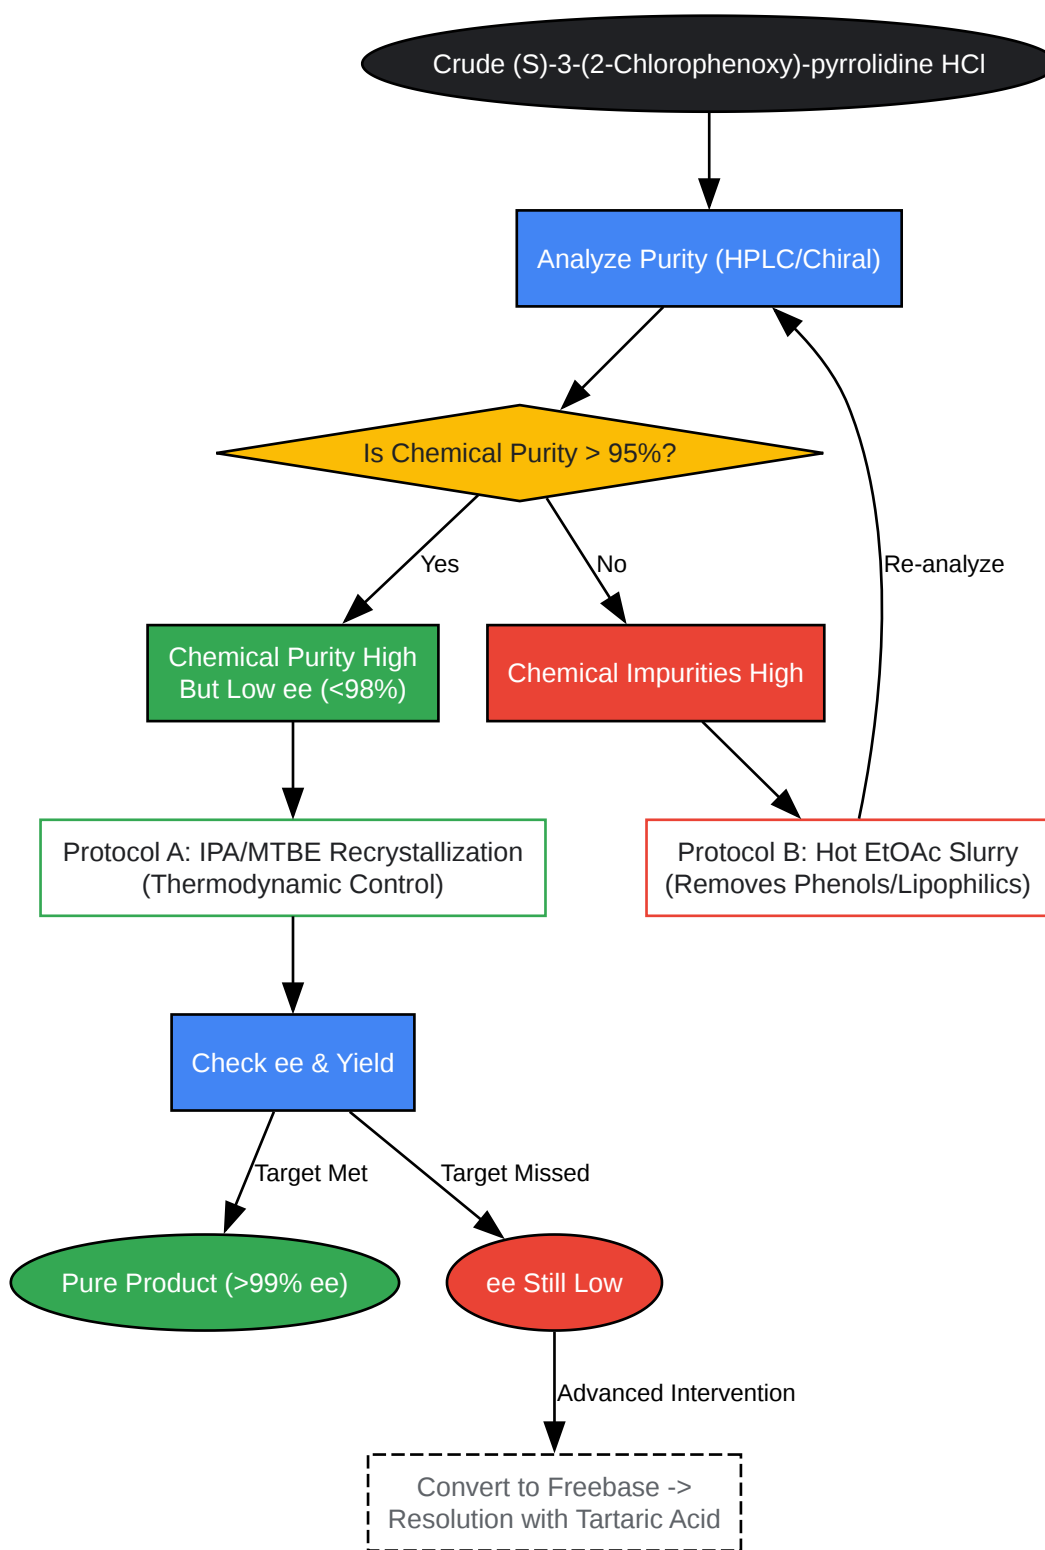 Crude (S)-3-(2-Chlorophenoxy)-pyrrolidine HCl
Analyze Purity (HPLC/Chiral)
Is Chemical Purity > 95%?
Yes
No
Re-analyze
Chemical Purity High
But Low ee (<98%)
Chemical Impurities High
Protocol A: IPA/MTBE Recrystallization
(Thermodynamic Control)
Protocol B: Hot EtOAc Slurry
(Removes Phenols/Lipophilics)
Check ee & Yield
Target Met
Target Missed
Pure Product (>99% ee)
ee Still Low
Advanced Intervention
Convert to Freebase ->
Resolution with Tartaric Acid